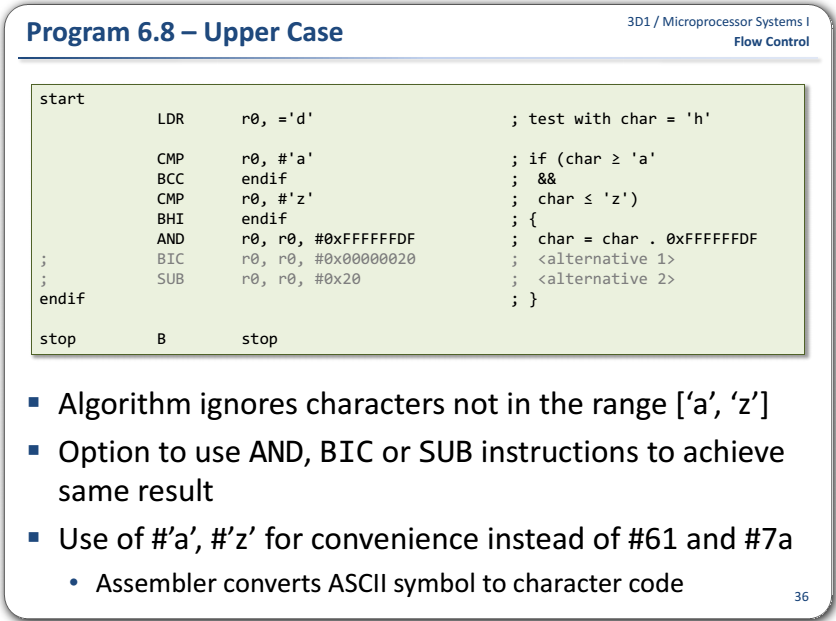 Program 6.8 – Upper Case
3D1 / Microprocessor Systems I
Flow Control
start
LDR r0, ='d' ; test with char = 'h'
CMP r0, #'a' ; if (char ≥ 'a'
BCC endif ; &&
CMP r0, #'z' ; char ≤ 'z')
BHI endif ; {
AND r0, r0, #0xFFFFFFDF ; char = char . 0xFFFFFFDF
; BIC r0, r0, #0x00000020 ; <alternative 1>
; SUB r0, r0, #0x20 ; <alternative 2>
endif ; }
stop B stop
▪ Algorithm ignores characters not in the range [‘a’, ‘z’]
▪ Option to use AND, BIC or SUB instructions to achieve
same result
▪ Use of #’a’, #’z’ for convenience instead of #61 and #7a
• Assembler converts ASCII symbol to character code
36